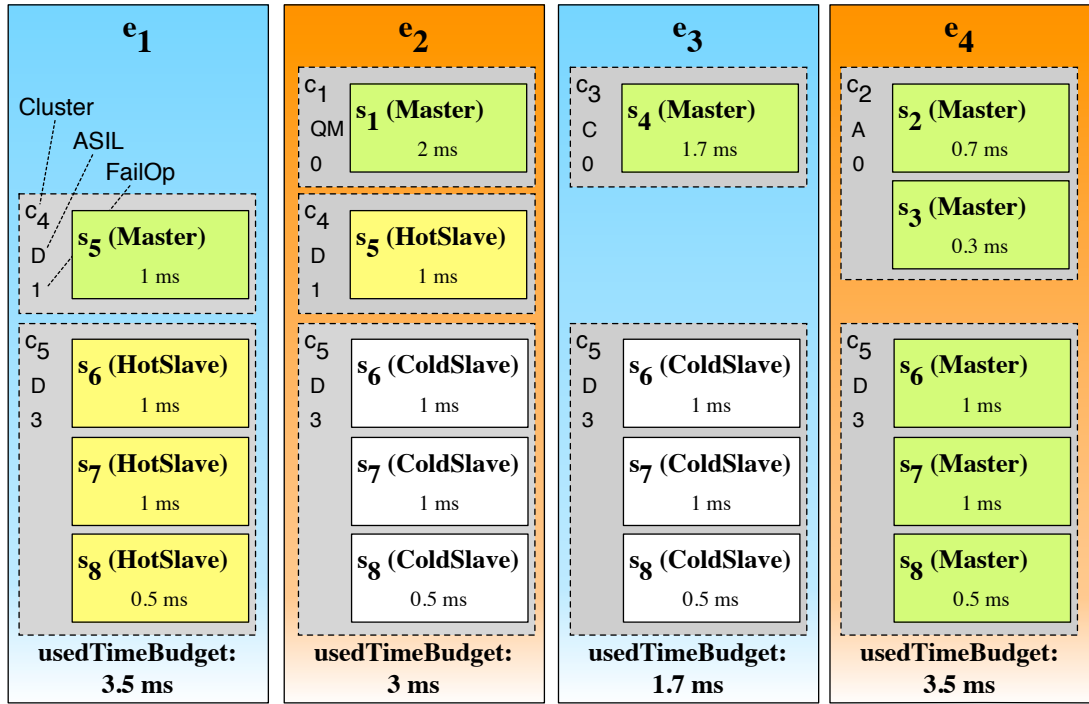 e1
Cluster
ASIL
FailOp
c4
D
1
s5 (Master)
1 ms
c5
D
3
s6 (HotSlave)
1 ms
s7 (HotSlave)
1 ms
s8 (HotSlave)
0.5 ms
usedTimeBudget:
3.5 ms
e2
c1
QM
0
s1 (Master)
2 ms
c4
D
1
s5 (HotSlave)
1 ms
c5
D
3
s6 (ColdSlave)
1 ms
s7 (ColdSlave)
1 ms
s8 (ColdSlave)
0.5 ms
usedTimeBudget:
3 ms
e3
c3
C
0
s4 (Master)
1.7 ms
c5
D
3
s6 (ColdSlave)
1 ms
s7 (ColdSlave)
1 ms
s8 (ColdSlave)
0.5 ms
usedTimeBudget:
1.7 ms
e4
c2
A
0
s2 (Master)
0.7 ms
s3 (Master)
0.3 ms
c5
D
3
s6 (Master)
1 ms
s7 (Master)
1 ms
s8 (Master)
0.5 ms
usedTimeBudget:
3.5 ms